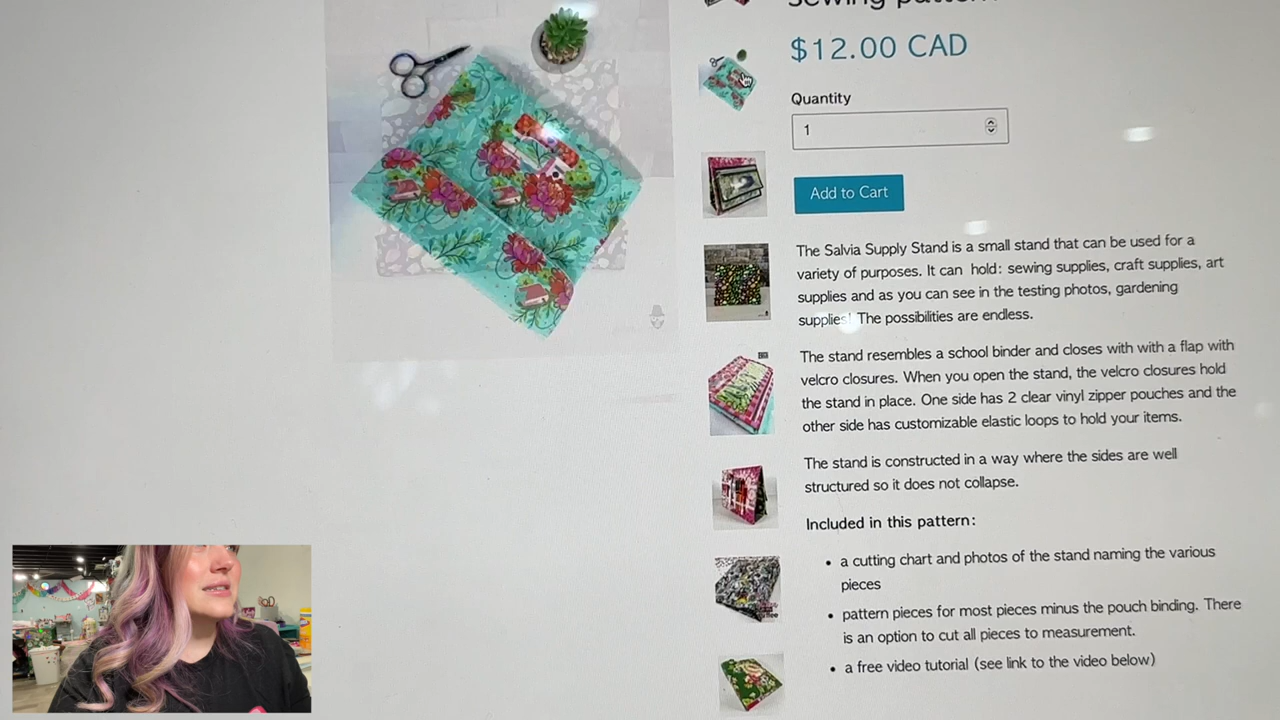 Sewing pattern
$12.00 CAD
Quantity
1
Add to Cart
The Salvia Supply Stand is a small stand that can be used for a
variety of purposes. It can hold: sewing supplies, craft supplies, art
supplies and as you can see in the testing photos, gardening
supplies! The possibilities are endless.
The stand resembles a school binder and closes with with a flap with
velcro closures. When you open the stand, the velcro closures hold
the stand in place. One side has 2 clear vinyl zipper pouches and the
other side has customizable elastic loops to hold your items.
The stand is constructed in a way where the sides are well
structured so it does not collapse.
Included in this pattern:
• a cutting chart and photos of the stand naming the various
pieces
• pattern pieces for most pieces minus the pouch binding. There
is an option to cut all pieces to measurement.
• a free video tutorial (see link to the video below)